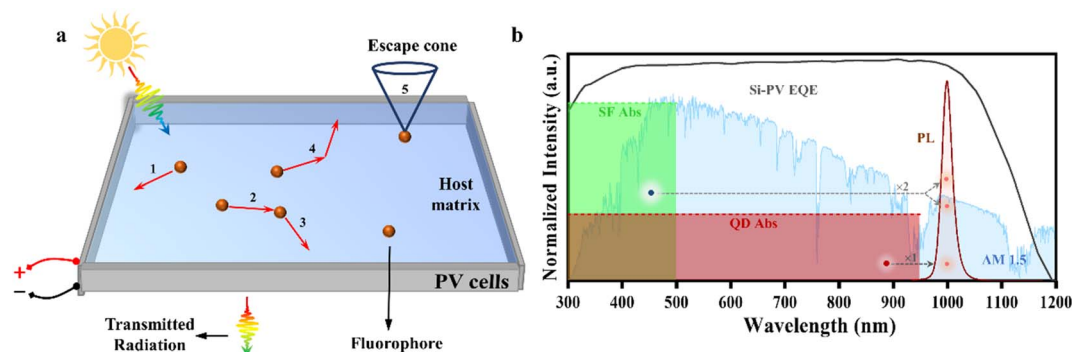 a
Escape cone
5
1
4
2
3
Host
matrix
+
−
PV cells
Transmitted
Radiation
Fluorophore
b
Normalized Intensity (a.u.)
Si-PV EQE
SF Abs
PL
×2
QD Abs
×1
AM 1.5
300 400 500 600 700 800 900 1000 1100 1200
Wavelength (nm)